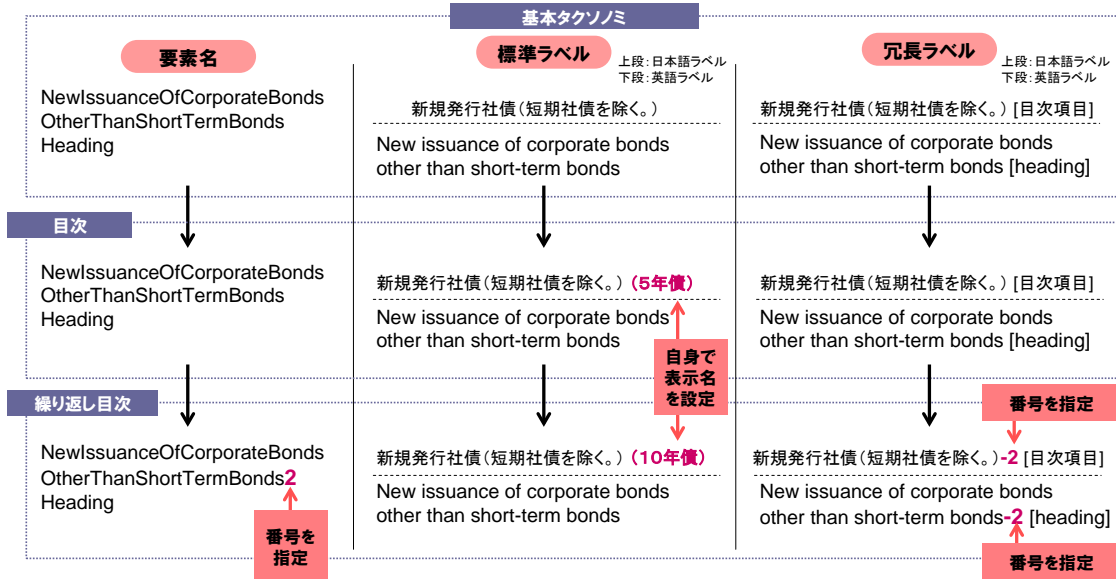 基本タクソノミ
要素名
標準ラベル
上段：日本語ラベル
下段：英語ラベル
冗長ラベル
上段：日本語ラベル
下段：英語ラベル
NewIssuanceOfCorporateBonds
OtherThanShortTermBonds
Heading
新規発行社債（短期社債を除く。）
New issuance of corporate bonds
other than short-term bonds
新規発行社債（短期社債を除く。）[目次項目]
New issuance of corporate bonds
other than short-term bonds [heading]
目次
NewIssuanceOfCorporateBonds
OtherThanShortTermBonds
Heading
新規発行社債（短期社債を除く。）（５年債）
New issuance of corporate bonds
other than short-term bonds
新規発行社債（短期社債を除く。）[目次項目]
New issuance of corporate bonds
other than short-term bonds [heading]
自身で
表示名
を設定
繰り返し目次
番号を指定
NewIssuanceOfCorporateBonds
OtherThanShortTermBonds2
Heading
新規発行社債（短期社債を除く。）（１０年債）
New issuance of corporate bonds
other than short-term bonds
新規発行社債（短期社債を除く。）-2 [目次項目]
New issuance of corporate bonds
other than short-term bonds-2 [heading]
番号を
指定
番号を指定